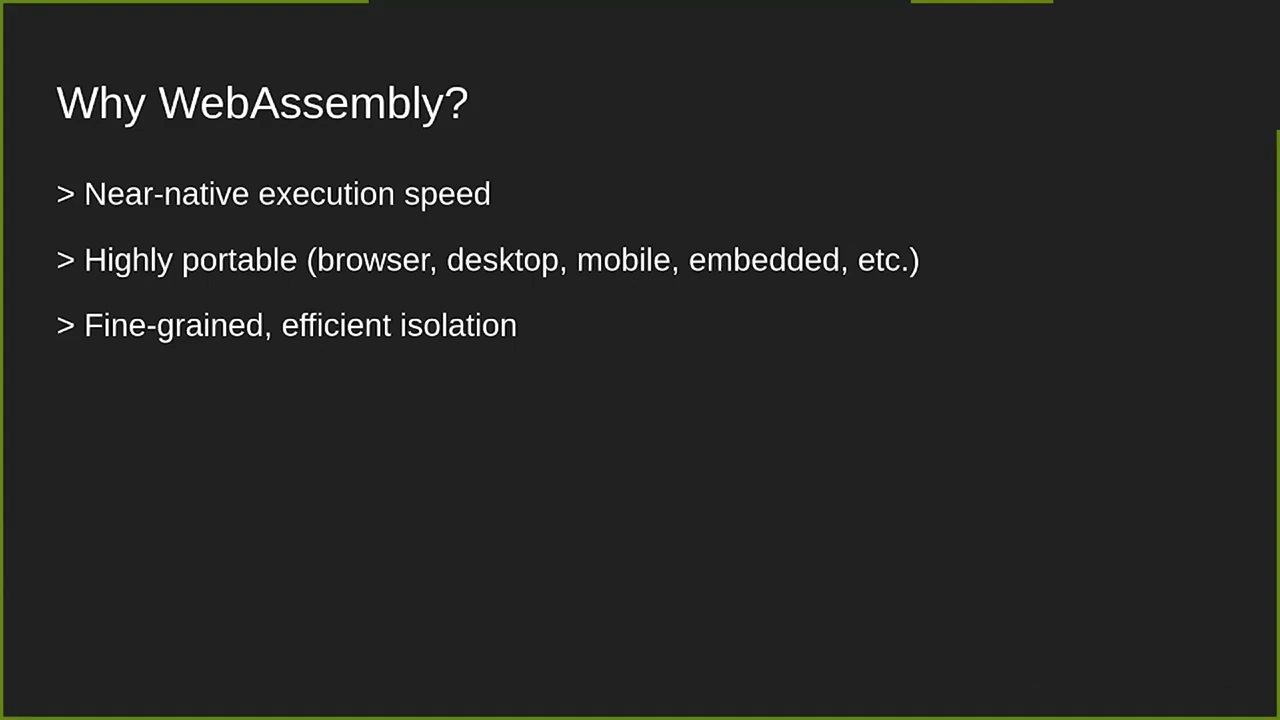 Why WebAssembly?
> Near-native execution speed
> Highly portable (browser, desktop, mobile, embedded, etc.)
> Fine-grained, efficient isolation